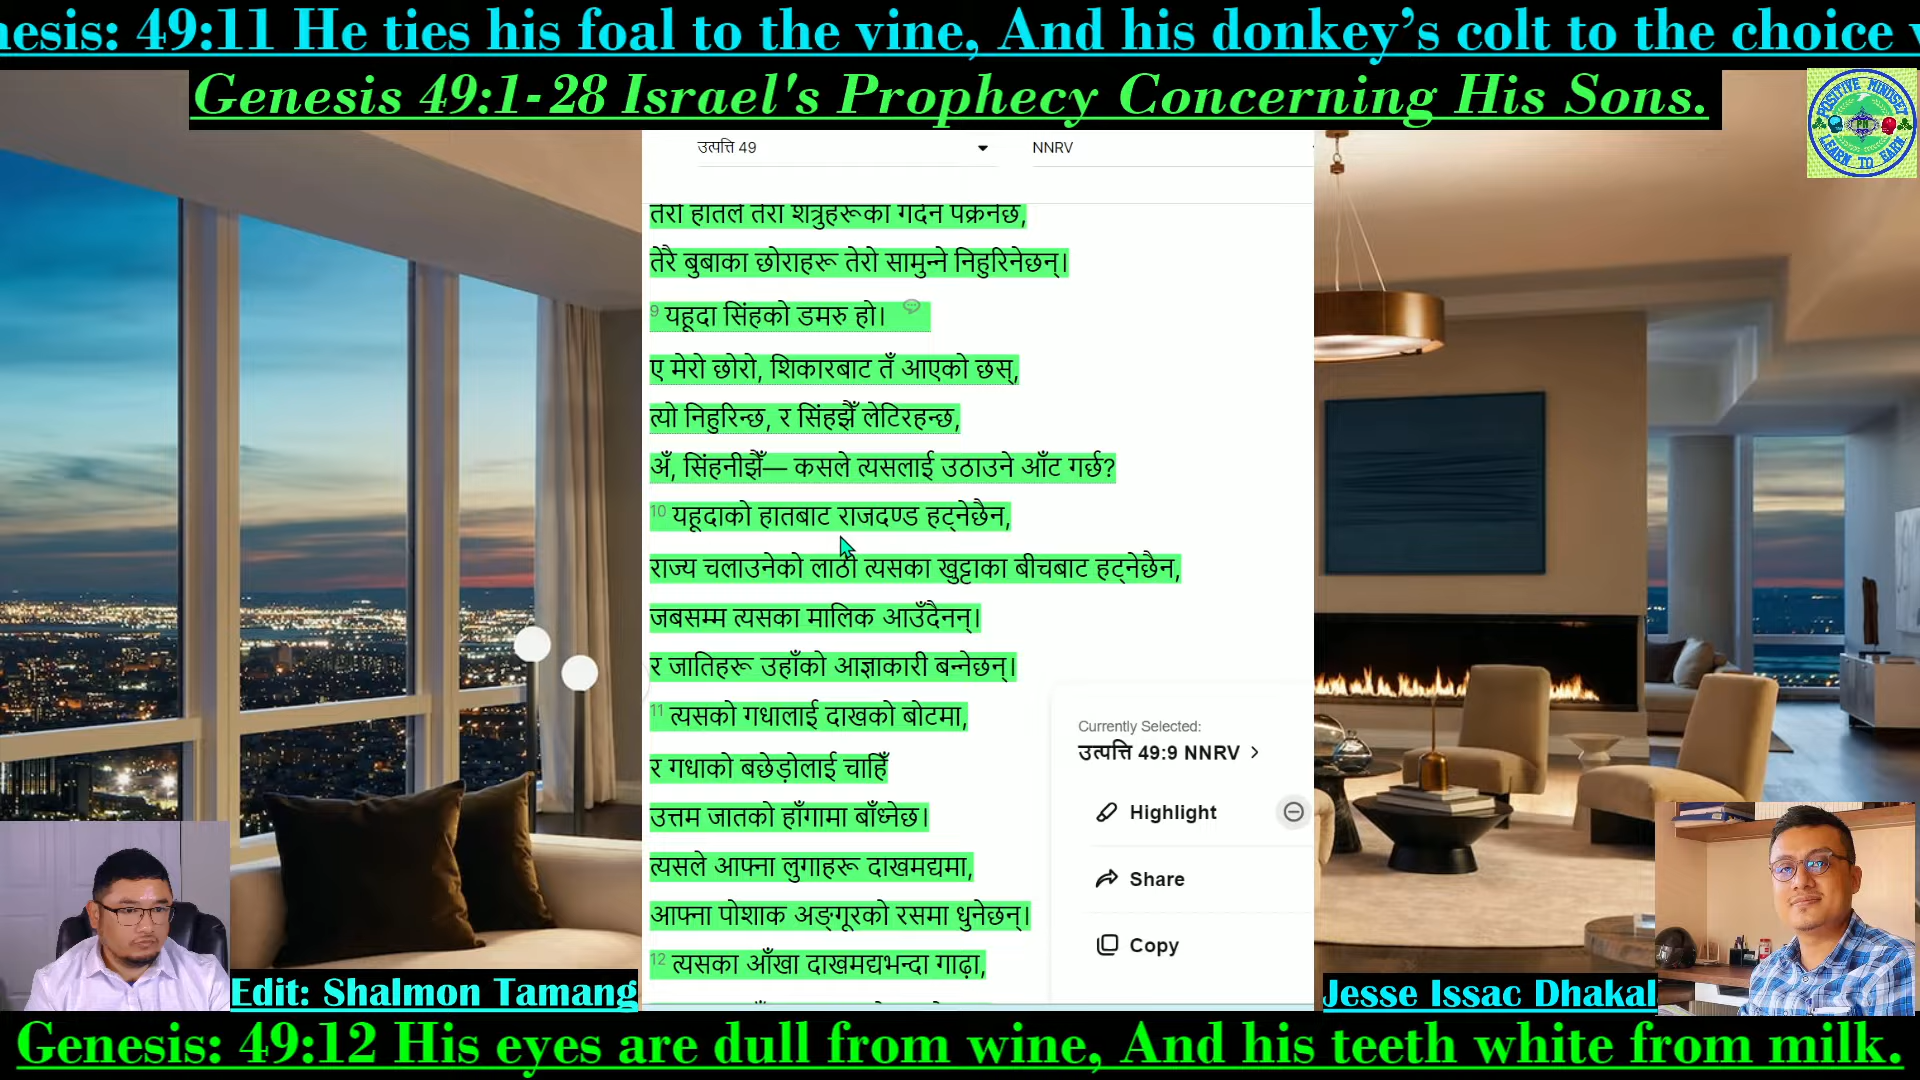 nesis: 49:11 He ties his foal to the vine, And his donkey’s colt to the choice
Genesis 49:1-28 Israel's Prophecy Concerning His Sons.
POSITIVE MINDSET
LEARN TO EARN
उत्पत्ति 49
NNRV
तेरो हातले तेरा शत्रुहरूका गर्दन पक्रनेछ,
तेरै बुबाका छोराहरू तेरो सामुन्ने निहुरिनेछन्।
9 यहूदा सिंहको डमरु हो।
ए मेरो छोरो, शिकारबाट तँ आएको छस्,
त्यो निहुरिन्छ, र सिंहझैँ लेटिरहन्छ,
अँ, सिंहनीझैँ— कसले त्यसलाई उठाउने आँट गर्छ?
10 यहूदाको हातबाट राजदण्ड हट्नेछैन,
राज्य चलाउनेको लाठी त्यसका खुट्टाका बीचबाट हट्नेछैन,
जबसम्म त्यसका मालिक आउँदैनन्।
र जातिहरू उहाँको आज्ञाकारी बन्नेछन्।
11 त्यसको गधालाई दाखको बोटमा,
र गधाको बछेड़ोलाई चाहिँ
उत्तम जातको हाँगामा बाँध्नेछ।
त्यसले आफ्ना लुगाहरू दाखमद्यमा,
आफ्ना पोशाक अङ्गूरको रसमा धुनेछन्।
12 त्यसका आँखा दाखमद्यभन्दा गाढ़ा,
Currently Selected:
उत्पत्ति 49:9 NNRV
Highlight
Share
Copy
Edit: Shalmon Tamang
Jesse Issac Dhakal
Genesis: 49:12 His eyes are dull from wine, And his teeth white from milk.